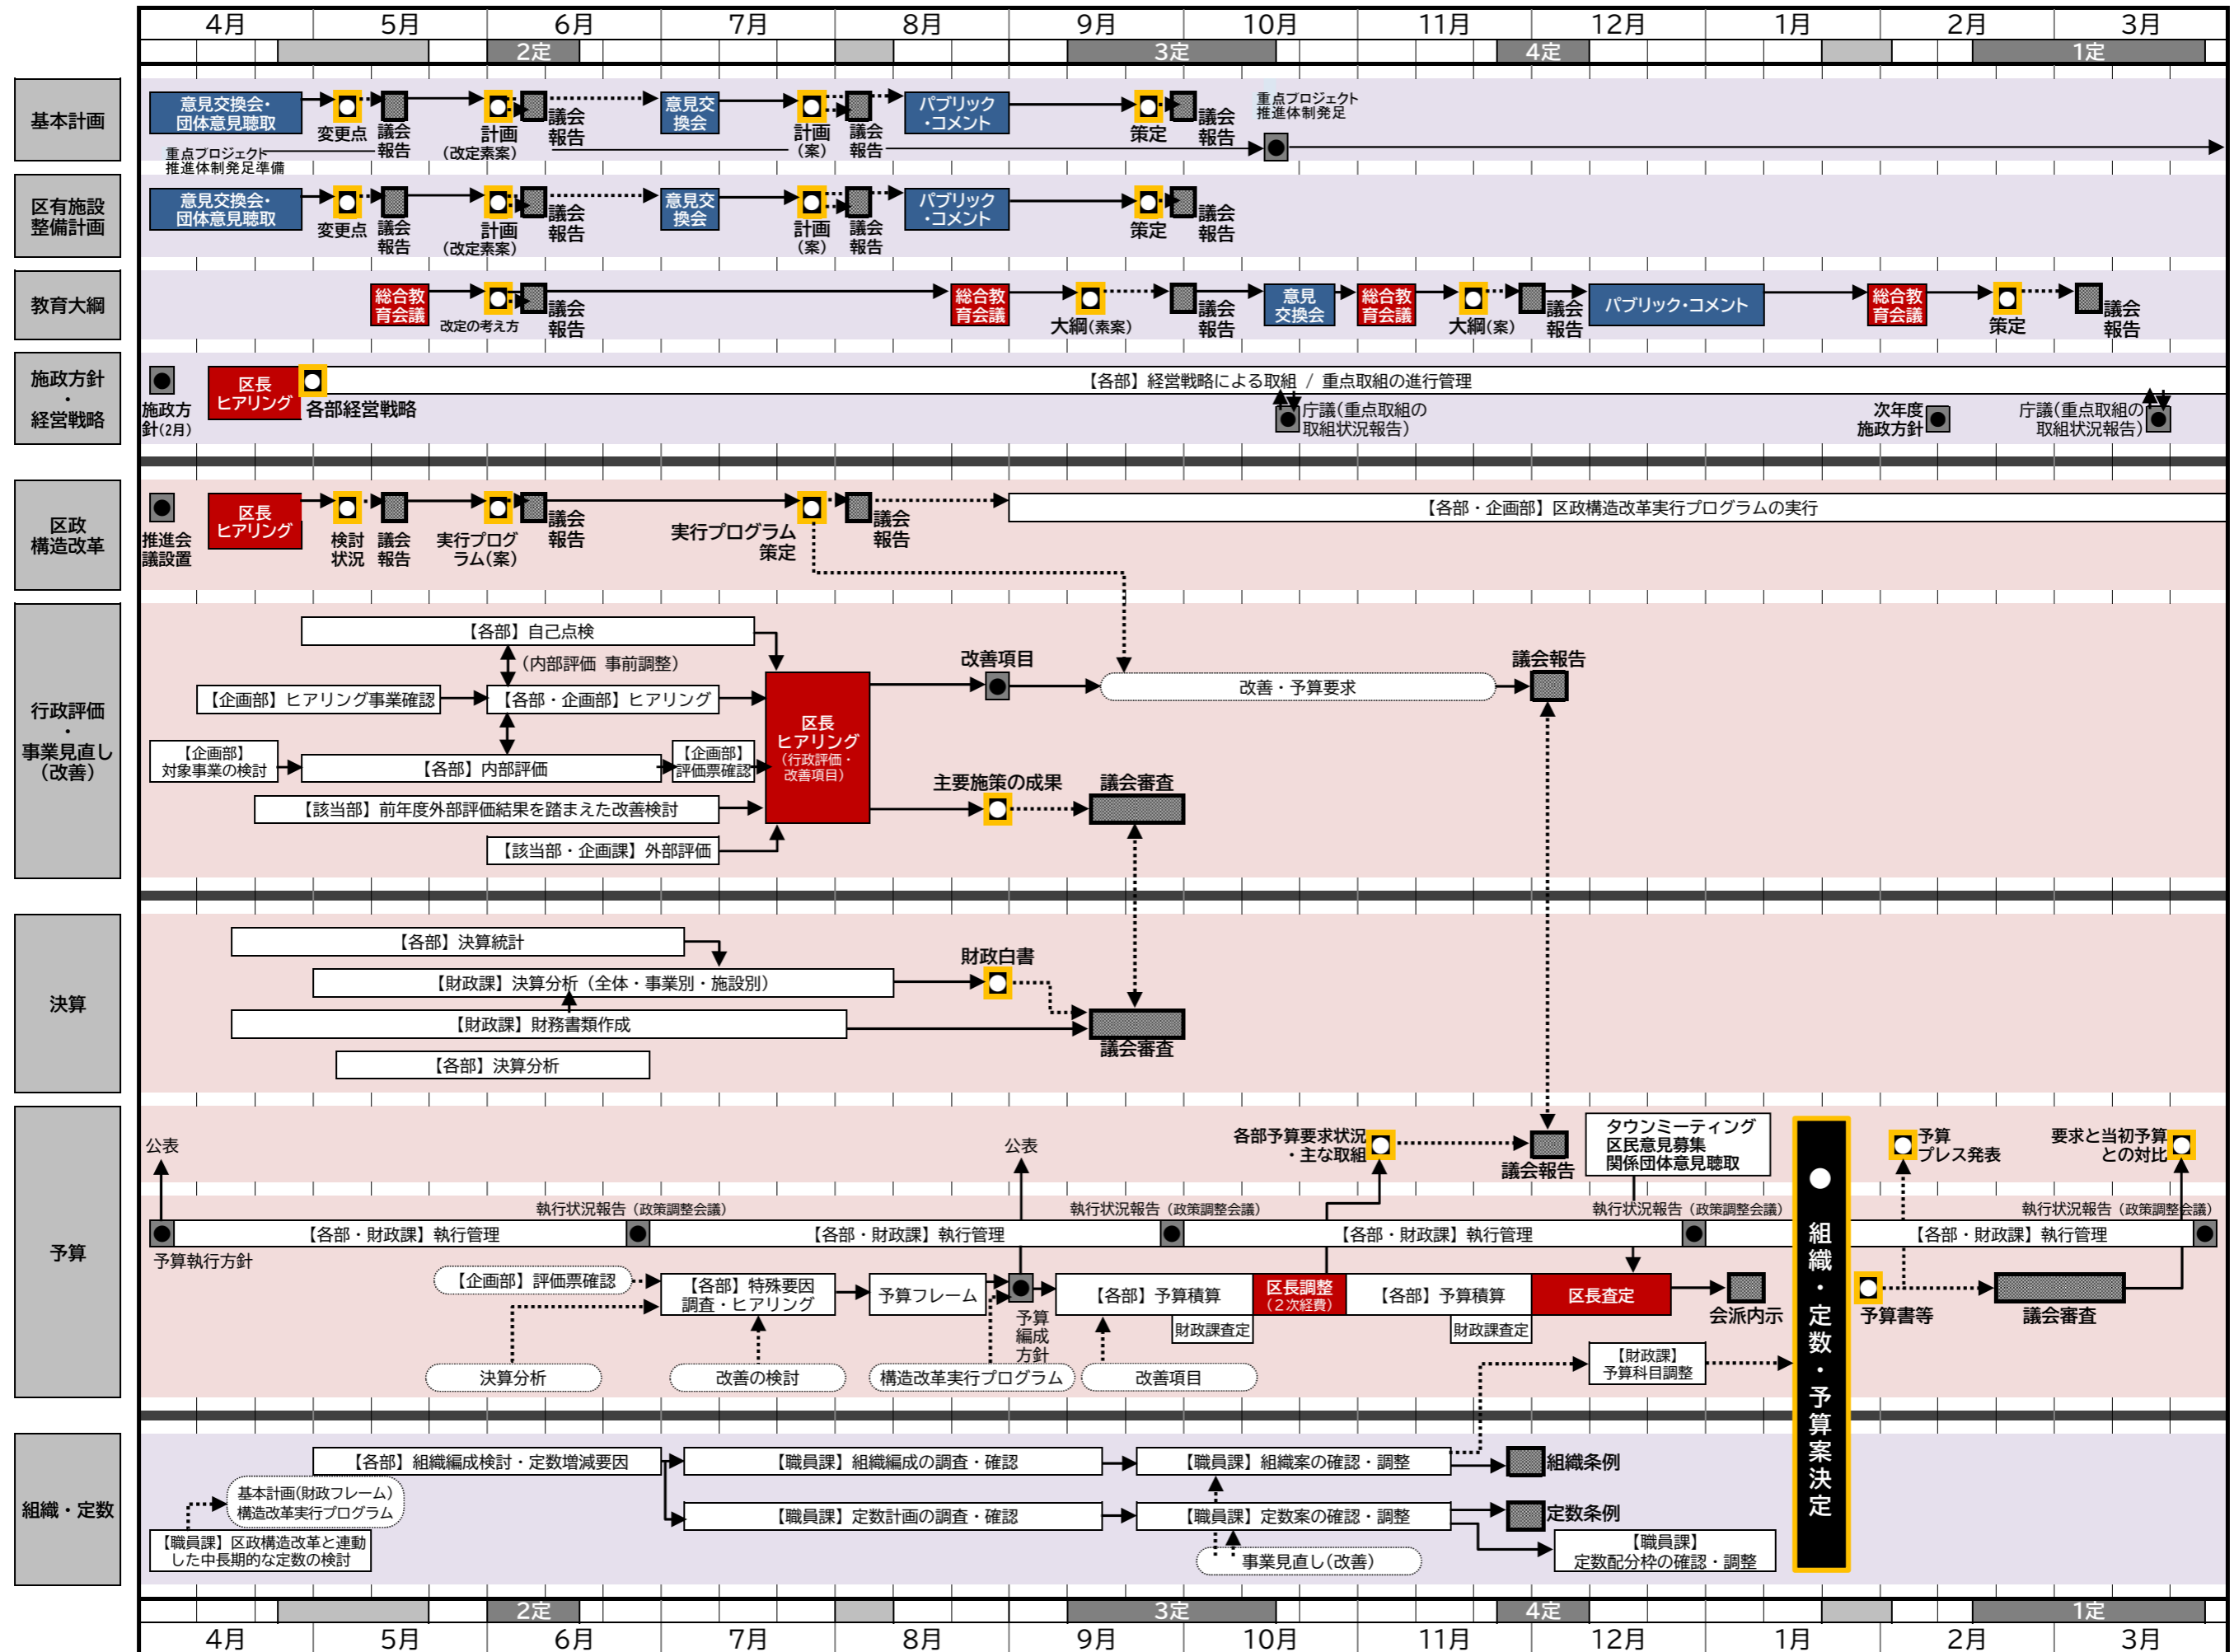 4月 5月 6月 7月 8月 9月 10月 11月 12月 1月 2月 3月
2定 3定 4定 1定
基本計画
意見交換会・
団体意見聴取
変更点
議会
報告
計画
(改定素案)
議会
報告
意見交
換会
計画
(案)
議会
報告
パブリック
・コメント
策定
議会
報告
重点プロジェクト
推進体制発足
重点プロジェクト
推進体制発足準備
区有施設
整備計画
意見交換会・
団体意見聴取
変更点
議会
報告
計画
(改定素案)
議会
報告
意見交
換会
計画
(案)
議会
報告
パブリック
・コメント
策定
議会
報告
教育大綱
総合教
育会議
改定の考え方
議会
報告
総合教
育会議
大綱(素案)
議会
報告
意見
交換会
総合教
育会議
大綱(案)
議会
報告
パブリック・コメント
総合教
育会議
策定
議会
報告
施政方針
・
経営戦略
施政方
針(2月)
区長
ヒアリング
各部経営戦略
【各部】経営戦略による取組 / 重点取組の進行管理
庁議(重点取組の
取組状況報告)
次年度
施政方針
庁議(重点取組の
取組状況報告)
区政
構造改革
推進会
議設置
区長
ヒアリング
検討
状況
議会
報告
実行プログ
ラム(案)
議会
報告
実行プログラム
策定
議会
報告
【各部・企画部】区政構造改革実行プログラムの実行
行政評価
・
事業見直し
(改善)
【各部】自己点検
(内部評価 事前調整)
【企画部】ヒアリング事業確認
【各部・企画部】ヒアリング
【企画部】
対象事業の検討
【各部】内部評価
【企画部】
評価票確認
【該当部】前年度外部評価結果を踏まえた改善検討
【該当部・企画課】外部評価
区長
ヒアリング
(行政評価・
改善項目)
改善項目
改善・予算要求
議会報告
主要施策の成果
議会審査
決算
【各部】決算統計
【財政課】決算分析(全体・事業別・施設別)
【財政課】財務書類作成
【各部】決算分析
財政白書
議会審査
予算
公表
公表
各部予算要求状況
・主な取組
議会報告
タウンミーティング
区民意見募集
関係団体意見聴取
予算
プレス発表
要求と当初予算
との対比
執行状況報告(政策調整会議)
執行状況報告(政策調整会議)
執行状況報告(政策調整会議)
執行状況報告(政策調整会議)
【各部・財政課】執行管理
【各部・財政課】執行管理
【各部・財政課】執行管理
【各部・財政課】執行管理
予算執行方針
【企画部】評価票確認
【各部】特殊要因
調査・ヒアリング
予算フレーム
予算
編成
方針
【各部】予算積算
区長調整
(2次経費)
【各部】予算積算
区長査定
会派内示
予算書等
議会審査
財政課査定
財政課査定
【財政課】
予算科目調整
決算分析
改善の検討
構造改革実行プログラム
改善項目
組織・定数・予算案決定
組織・定数
【各部】組織編成検討・定数増減要因
【職員課】組織編成の調査・確認
【職員課】組織案の確認・調整
組織条例
基本計画(財政フレーム)
構造改革実行プログラム
【職員課】定数計画の調査・確認
【職員課】定数案の確認・調整
定数条例
【職員課】区政構造改革と連動
した中長期的な定数の検討
事業見直し(改善)
【職員課】
定数配分枠の確認・調整
2定 3定 4定 1定
4月 5月 6月 7月 8月 9月 10月 11月 12月 1月 2月 3月